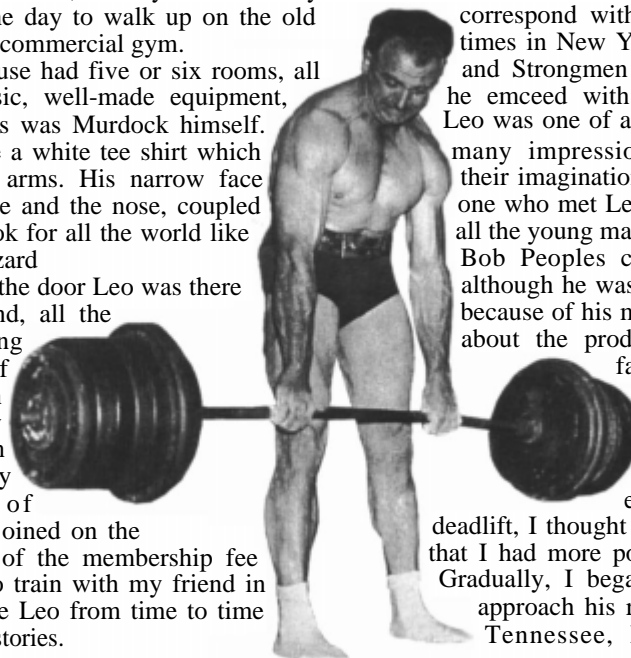 ne day to walk up on the old
commercial gym.
use had five or six rooms, all
sic, well-made equipment,
s was Murdock himself.
a white tee shirt which
arms. His narrow face
e and the nose, coupled
ok for all the world like
zard
the door Leo was there
nd, all the
ng
f
n
y
of
oined on the
of the membership fee
o train with my friend in
e Leo from time to time
stories.
correspond with
times in New Y
and Strongmen
he emceed with
Leo was one of a
many impressio
their imagination
one who met Le
all the young ma
Bob Peoples c
although he was
because of his m
about the prod
fa
e
deadlift, I thought
that I had more po
Gradually, I bega
approach his r
Tennessee,